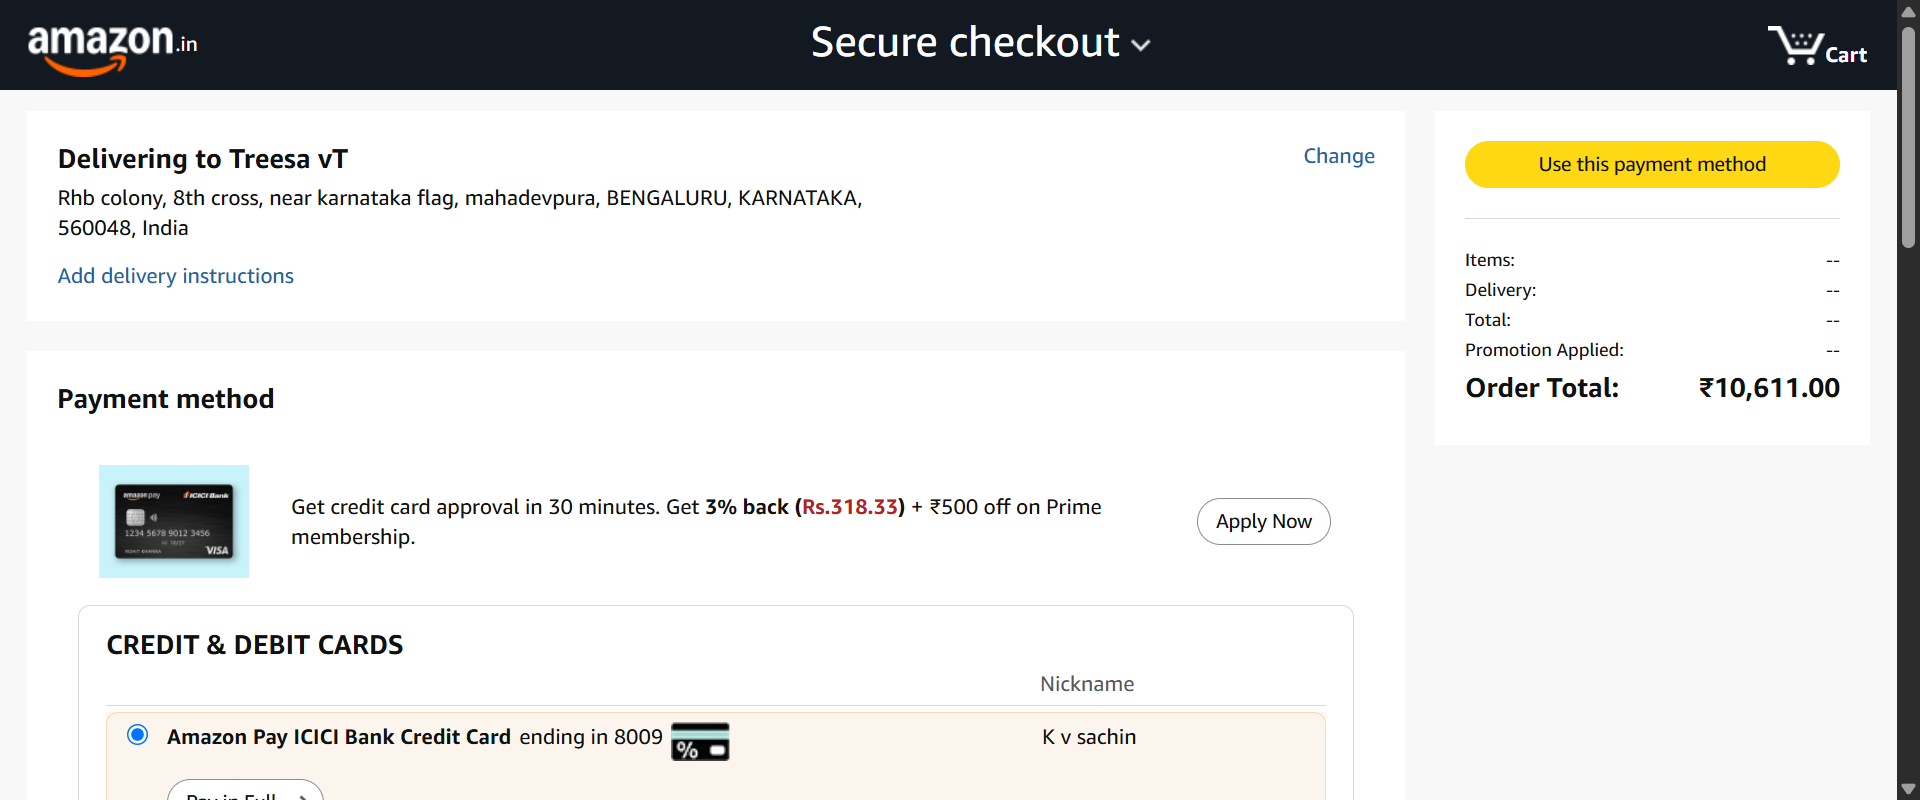 amazon.in
Secure checkout
Cart
Delivering to Treesa vT
Change
Rhb colony, 8th cross, near karnataka flag, mahadevpura, BENGALURU, KARNATAKA,
560048, India
Add delivery instructions
Use this payment method
Items: --
Delivery: --
Total: --
Promotion Applied: --
Order Total: ₹10,611.00
Payment method
amazon pay ICICI Bank
1234 5678 9012 3456
VISA
Get credit card approval in 30 minutes. Get 3% back (Rs.318.33) + ₹500 off on Prime
membership.
Apply Now
CREDIT & DEBIT CARDS
Nickname
Amazon Pay ICICI Bank Credit Card ending in 8009 % K v sachin
Pay in Full